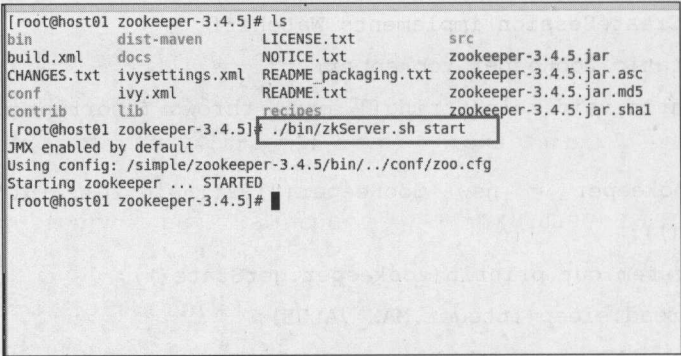 [root@host01 zookeeper-3.4.5]# ls
bin dist-maven LICENSE.txt src
build.xml docs NOTICE.txt zookeeper-3.4.5.jar
CHANGES.txt ivysettings.xml README_packaging.txt zookeeper-3.4.5.jar.asc
conf ivy.xml README.txt zookeeper-3.4.5.jar.md5
contrib lib recipes zookeeper-3.4.5.jar.sha1
[root@host01 zookeeper-3.4.5]# ./bin/zkServer.sh start
JMX enabled by default
Using config: /simple/zookeeper-3.4.5/bin/../conf/zoo.cfg
Starting zookeeper ... STARTED
[root@host01 zookeeper-3.4.5]#